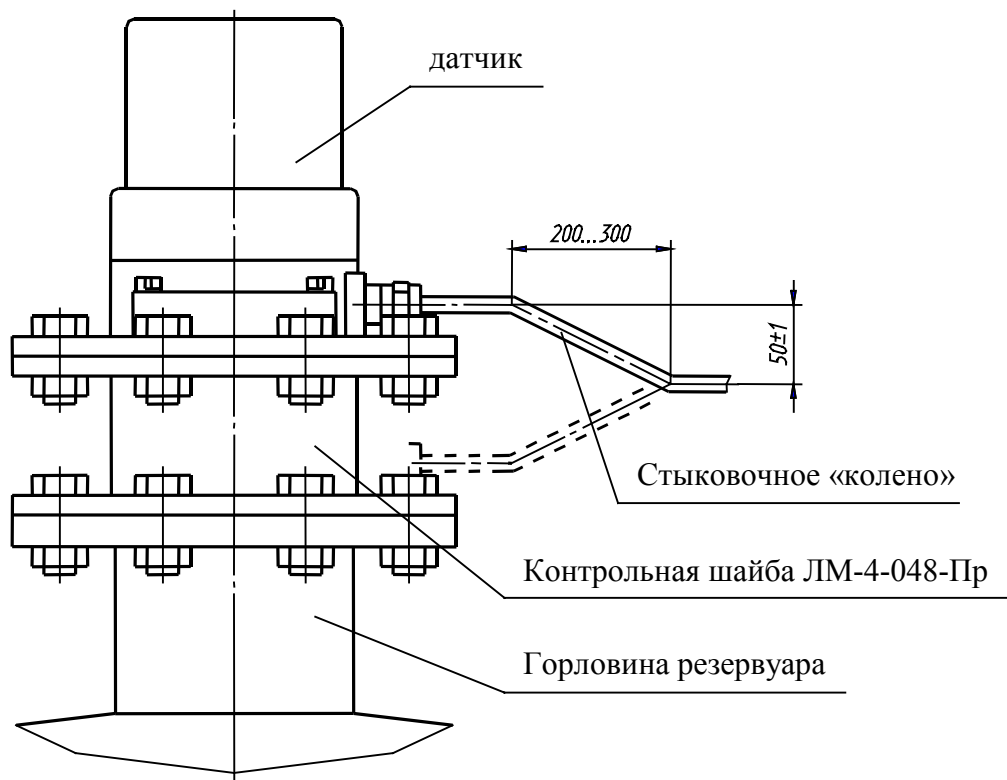 датчик
200...300
50±1
Стыковочное «колено»
Контрольная шайба ЛМ-4-048-Пр
Горловина резервуара